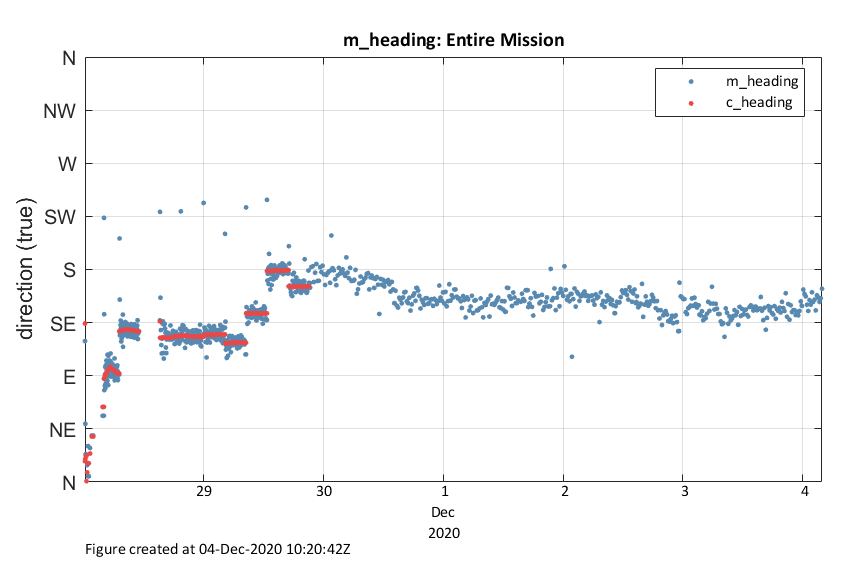 m_heading: Entire Mission
N
NW
W
SW
S
SE
E
NE
N
direction (true)
m_heading
c_heading
29
30
1
2
3
4
Dec
2020
Figure created at 04-Dec-2020 10:20:42Z